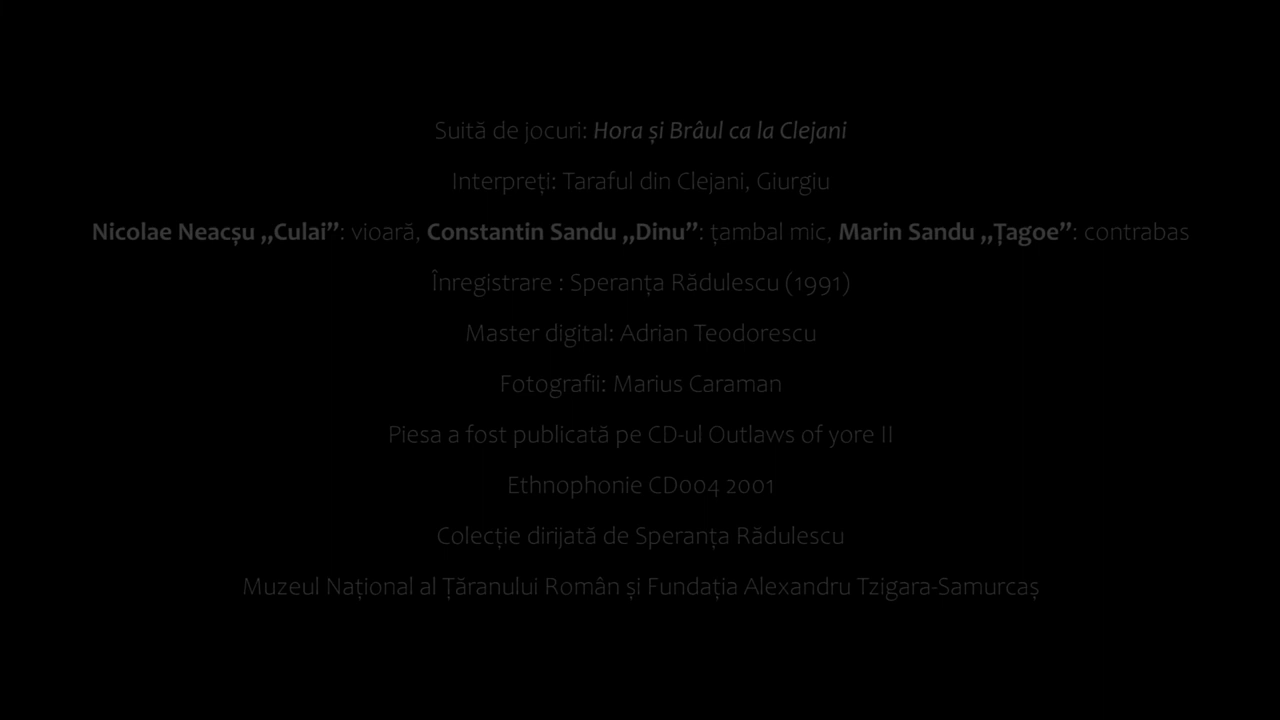 Suită de jocuri: Hora și Brâul ca la Clejani
Interpreți: Taraful din Clejani, Giurgiu
Nicolae Neacșu „Culai”: vioară, Constantin Sandu „Dinu”: țambal mic, Marin Sandu „Țagoe”: contrabas
Înregistrare : Speranța Rădulescu (1991)
Master digital: Adrian Teodorescu
Fotografii: Marius Caraman
Piesa a fost publicată pe CD-ul Outlaws of yore II
Ethnophonie CD004 2001
Colecție dirijată de Speranța Rădulescu
Muzeul Național al Țăranului Român și Fundația Alexandru Tzigara-Samurcaș